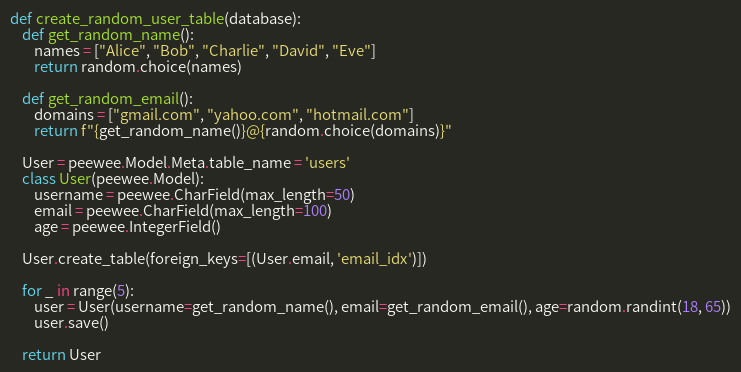 def create_random_user_table(database):
    def get_random_name():
        names = ["Alice", "Bob", "Charlie", "David", "Eve"]
        return random.choice(names)

    def get_random_email():
        domains = ["gmail.com", "yahoo.com", "hotmail.com"]
        return f"{get_random_name()}@{random.choice(domains)}"

    User = peewee.Model.Meta.table_name = 'users'
    class User(peewee.Model):
        username = peewee.CharField(max_length=50)
        email = peewee.CharField(max_length=100)
        age = peewee.IntegerField()

    User.create_table(foreign_keys=[(User.email, 'email_idx')])

    for _ in range(5):
        user = User(username=get_random_name(), email=get_random_email(), age=random.randint(18, 65))
        user.save()

    return User